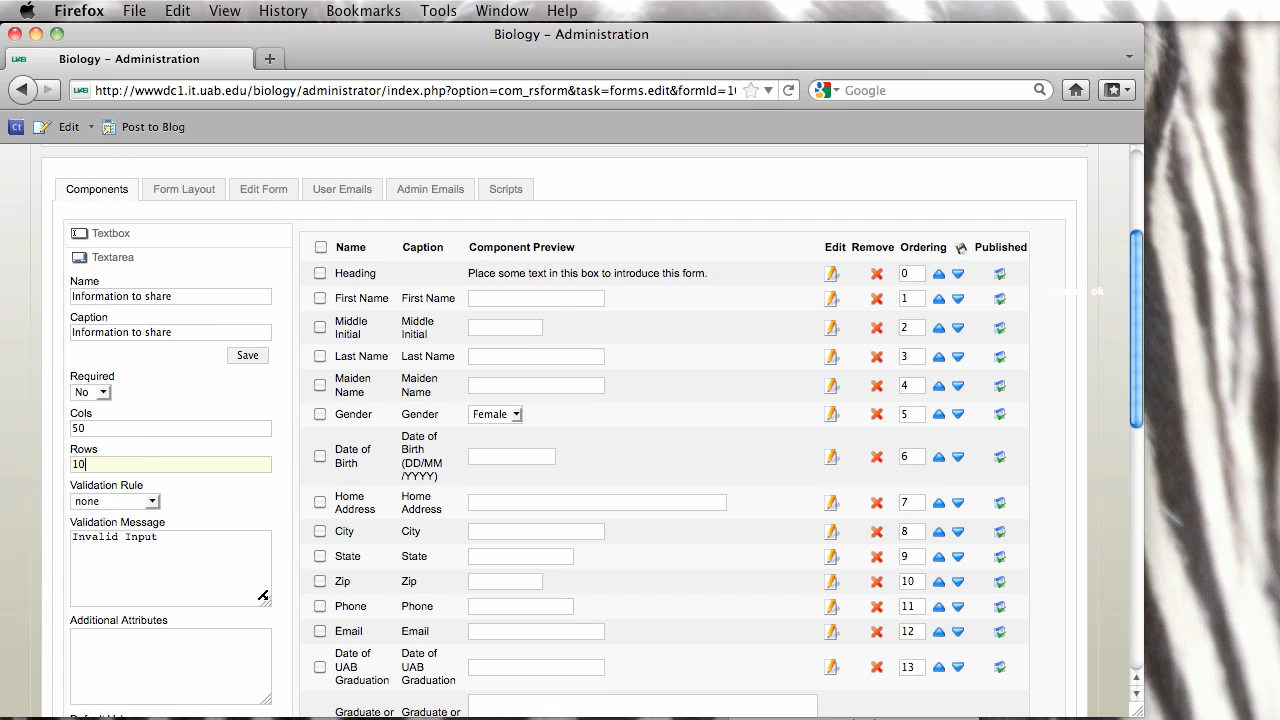 Firefox File Edit View History Bookmarks Tools Window Help
Biology – Administration
UAB Biology – Administration
UAB http://wwwdc1.it.uab.edu/biology/administrator/index.php?option=com_rsform&task=forms.edit&formId=1 Google
Ct Edit Post to Blog
Components Form Layout Edit Form User Emails Admin Emails Scripts
Textbox
Textarea
Name
Information to share
Caption
Information to share
Save
Required
No
Cols
50
Rows
10
Validation Rule
none
Validation Message
Invalid Input
Additional Attributes
Name Caption Component Preview Edit Remove Ordering Published
Heading Place some text in this box to introduce this form. 0
First Name First Name 1
Middle Initial Middle Initial 2
Last Name Last Name 3
Maiden Name Maiden Name 4
Gender Gender Female 5
Date of Birth Date of Birth (DD/MM/YYYY) 6
Home Address Home Address 7
City City 8
State State 9
Zip Zip 10
Phone Phone 11
Email Email 12
Date of UAB Graduation Date of UAB Graduation 13
Graduate or Graduate or
ok